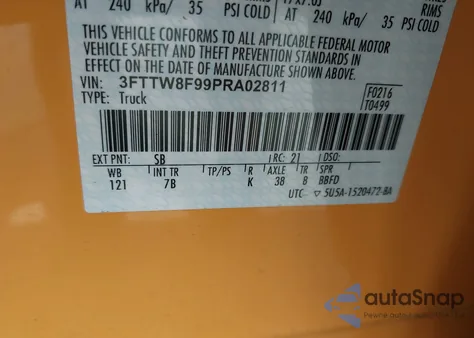 AT 240 kPa/ 35 PSI COLD
RIMS
AT 240 kPa/ 35 PSI COLD
THIS VEHICLE CONFORMS TO ALL APPLICABLE FEDERAL MOTOR
VEHICLE SAFETY AND THEFT PREVENTION STANDARDS IN
EFFECT ON THE DATE OF MANUFACTURE SHOWN ABOVE.
VIN: 3FTTW8F99PRA02811
TYPE: Truck
F0216
T0499
EXT PNT: SB RC: 21 DSO:
WB INT TR TP/PS R AXLE TR SPR
121 7B K 38 8 BBFD
UTC ▽ 5U5A-1520472-BA
autoSnap